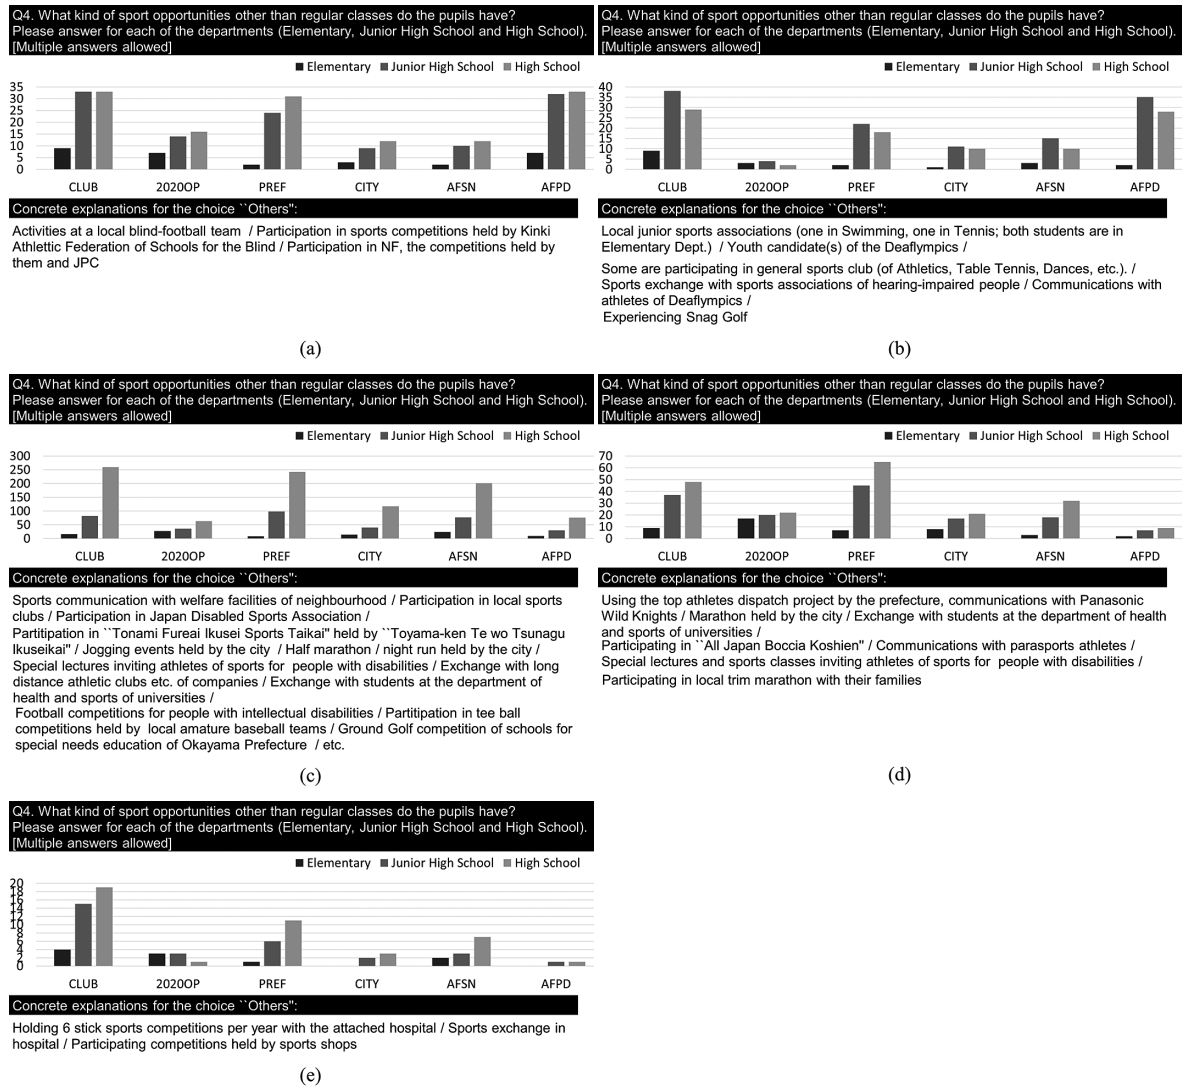 Q4. What kind of sport opportunities other than regular classes do the pupils have?
Please answer for each of the departments (Elementary, Junior High School and High School).
[Multiple answers allowed]
Elementary Junior High School High School
35
30
25
20
15
10
5
0
CLUB 2020OP PREF CITY AFSN AFPD
Concrete explanations for the choice ``Others'':
Activities at a local blind-football team / Participation in sports competitions held by Kinki
Athlettic Federation of Schools for the Blind / Participation in NF, the competitions held by
them and JPC
(a)
Q4. What kind of sport opportunities other than regular classes do the pupils have?
Please answer for each of the departments (Elementary, Junior High School and High School).
[Multiple answers allowed]
Elementary Junior High School High School
40
35
30
25
20
15
10
5
0
CLUB 2020OP PREF CITY AFSN AFPD
Concrete explanations for the choice ``Others'':
Local junior sports associations (one in Swimming, one in Tennis; both students are in
Elementary Dept.) / Youth candidate(s) of the Deaflympics /
Some are participating in general sports club (of Athletics, Table Tennis, Dances, etc.). /
Sports exchange with sports associations of hearing-impaired people / Communications with
athletes of Deaflympics /
Experiencing Snag Golf
(b)
Q4. What kind of sport opportunities other than regular classes do the pupils have?
Please answer for each of the departments (Elementary, Junior High School and High School).
[Multiple answers allowed]
Elementary Junior High School High School
300
250
200
150
100
50
0
CLUB 2020OP PREF CITY AFSN AFPD
Concrete explanations for the choice ``Others'':
Sports communication with welfare facilities of neighbourhood / Participation in local sports
clubs / Participation in Japan Disabled Sports Association /
Partitipation in ``Tonami Fureai Ikusei Sports Taikai'' held by ``Toyama-ken Te wo Tsunagu
Ikuseikai'' / Jogging events held by the city / Half marathon / night run held by the city /
Special lectures inviting athletes of sports for people with disabilities / Exchange with long
distance athletic clubs etc. of companies / Exchange with students at the department of
health and sports of universities /
Football competitions for people with intellectual disabilities / Partitipation in tee ball
competitions held by local amature baseball teams / Ground Golf competition of schools for
special needs education of Okayama Prefecture / etc.
(c)
Q4. What kind of sport opportunities other than regular classes do the pupils have?
Please answer for each of the departments (Elementary, Junior High School and High School).
[Multiple answers allowed]
Elementary Junior High School High School
70
60
50
40
30
20
10
0
CLUB 2020OP PREF CITY AFSN AFPD
Concrete explanations for the choice ``Others'':
Using the top athletes dispatch project by the prefecture, communications with Panasonic
Wild Knights / Marathon held by the city / Exchange with students at the department of health
and sports of universities /
Participating in ``All Japan Boccia Koshien'' / Communications with parasports athletes /
Special lectures and sports classes inviting athletes of sports for people with disabilities /
Participating in local trim marathon with their families
(d)
Q4. What kind of sport opportunities other than regular classes do the pupils have?
Please answer for each of the departments (Elementary, Junior High School and High School).
[Multiple answers allowed]
Elementary Junior High School High School
20
18
16
14
12
10
8
6
4
2
0
CLUB 2020OP PREF CITY AFSN AFPD
Concrete explanations for the choice ``Others'':
Holding 6 stick sports competitions per year with the attached hospital / Sports exchange in
hospital / Participating competitions held by sports shops
(e)